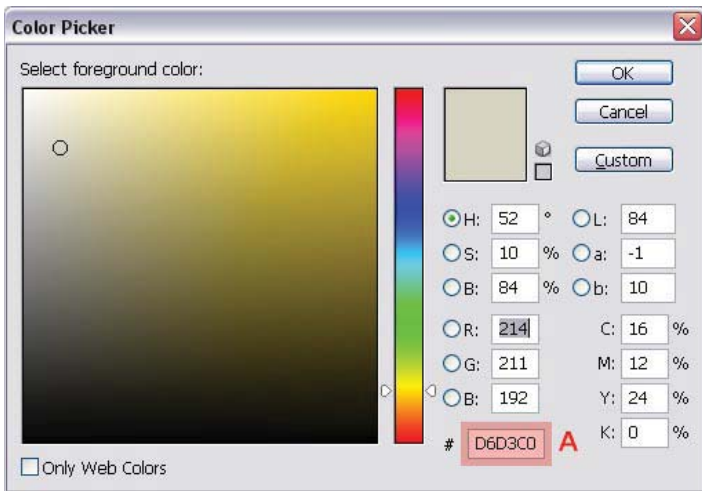 Color Picker
Select foreground color:
OK
Cancel
Custom
H: 52 ° L: 84
S: 10 % a: -1
B: 84 % b: 10
R: 214 C: 16 %
G: 211 M: 12 %
B: 192 Y: 24 %
# D6D3C0 A K: 0 %
Only Web Colors